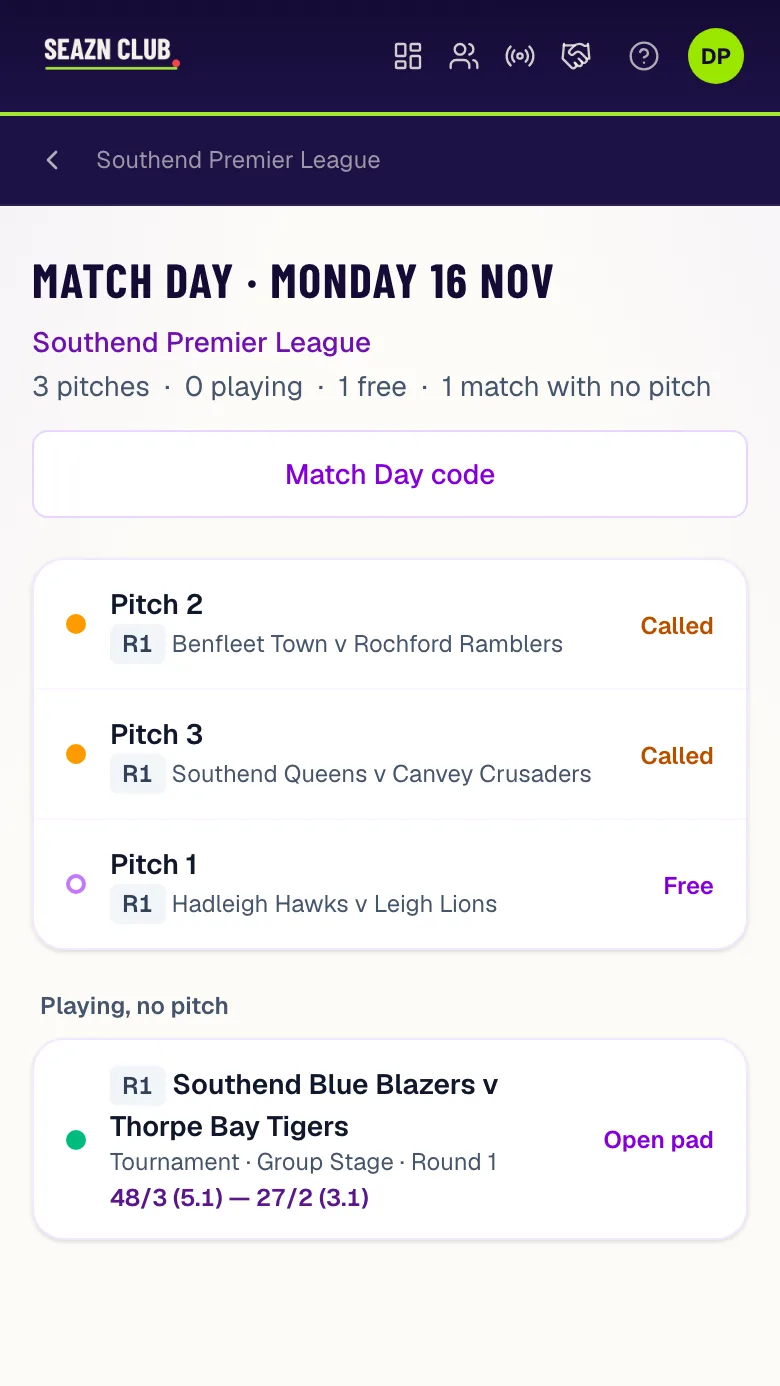 SEAZN CLUB
DP
Southend Premier League
MATCH DAY · MONDAY 16 NOV
Southend Premier League
3 pitches · 0 playing · 1 free · 1 match with no pitch
Match Day code
Pitch 2
R1 Benfleet Town v Rochford Ramblers
Called
Pitch 3
R1 Southend Queens v Canvey Crusaders
Called
Pitch 1
R1 Hadleigh Hawks v Leigh Lions
Free
Playing, no pitch
R1 Southend Blue Blazers v
Thorpe Bay Tigers
Tournament · Group Stage · Round 1
48/3 (5.1) — 27/2 (3.1)
Open pad